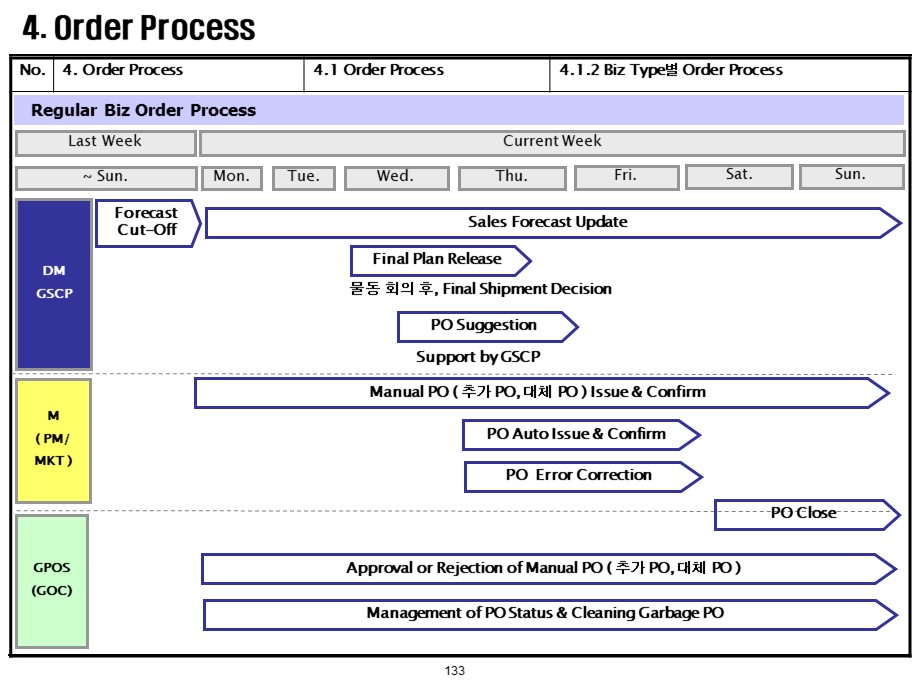 4. Order Process
No. 4. Order Process 4.1 Order Process 4.1.2 Biz Type별 Order Process
Regular Biz Order Process
Last Week Current Week
~ Sun. Mon. Tue. Wed. Thu. Fri. Sat. Sun.
DM
GSCP
Forecast
Cut-Off
Sales Forecast Update
Final Plan Release
물동 회의 후, Final Shipment Decision
PO Suggestion
Support by GSCP
M
( PM/
MKT )
Manual PO ( 추가 PO, 대체 PO ) Issue & Confirm
PO Auto Issue & Confirm
PO Error Correction
PO Close
GPOS
(GOC)
Approval or Rejection of Manual PO ( 추가 PO, 대체 PO )
Management of PO Status & Cleaning Garbage PO
133